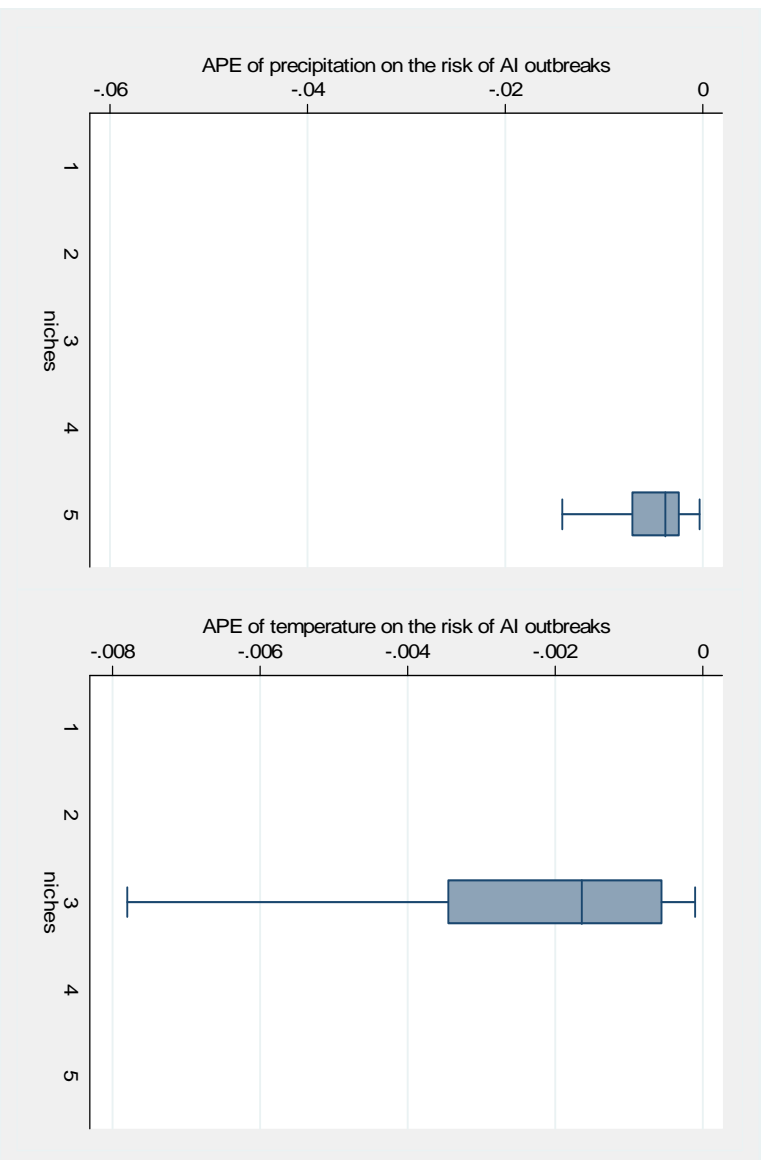 APE of precipitation on the risk of AI outbreaks
-.06 -.04 -.02 0
1
2
3
4
5
niches
APE of temperature on the risk of AI outbreaks
-.008 -.006 -.004 -.002 0
1
2
3
4
5
niches